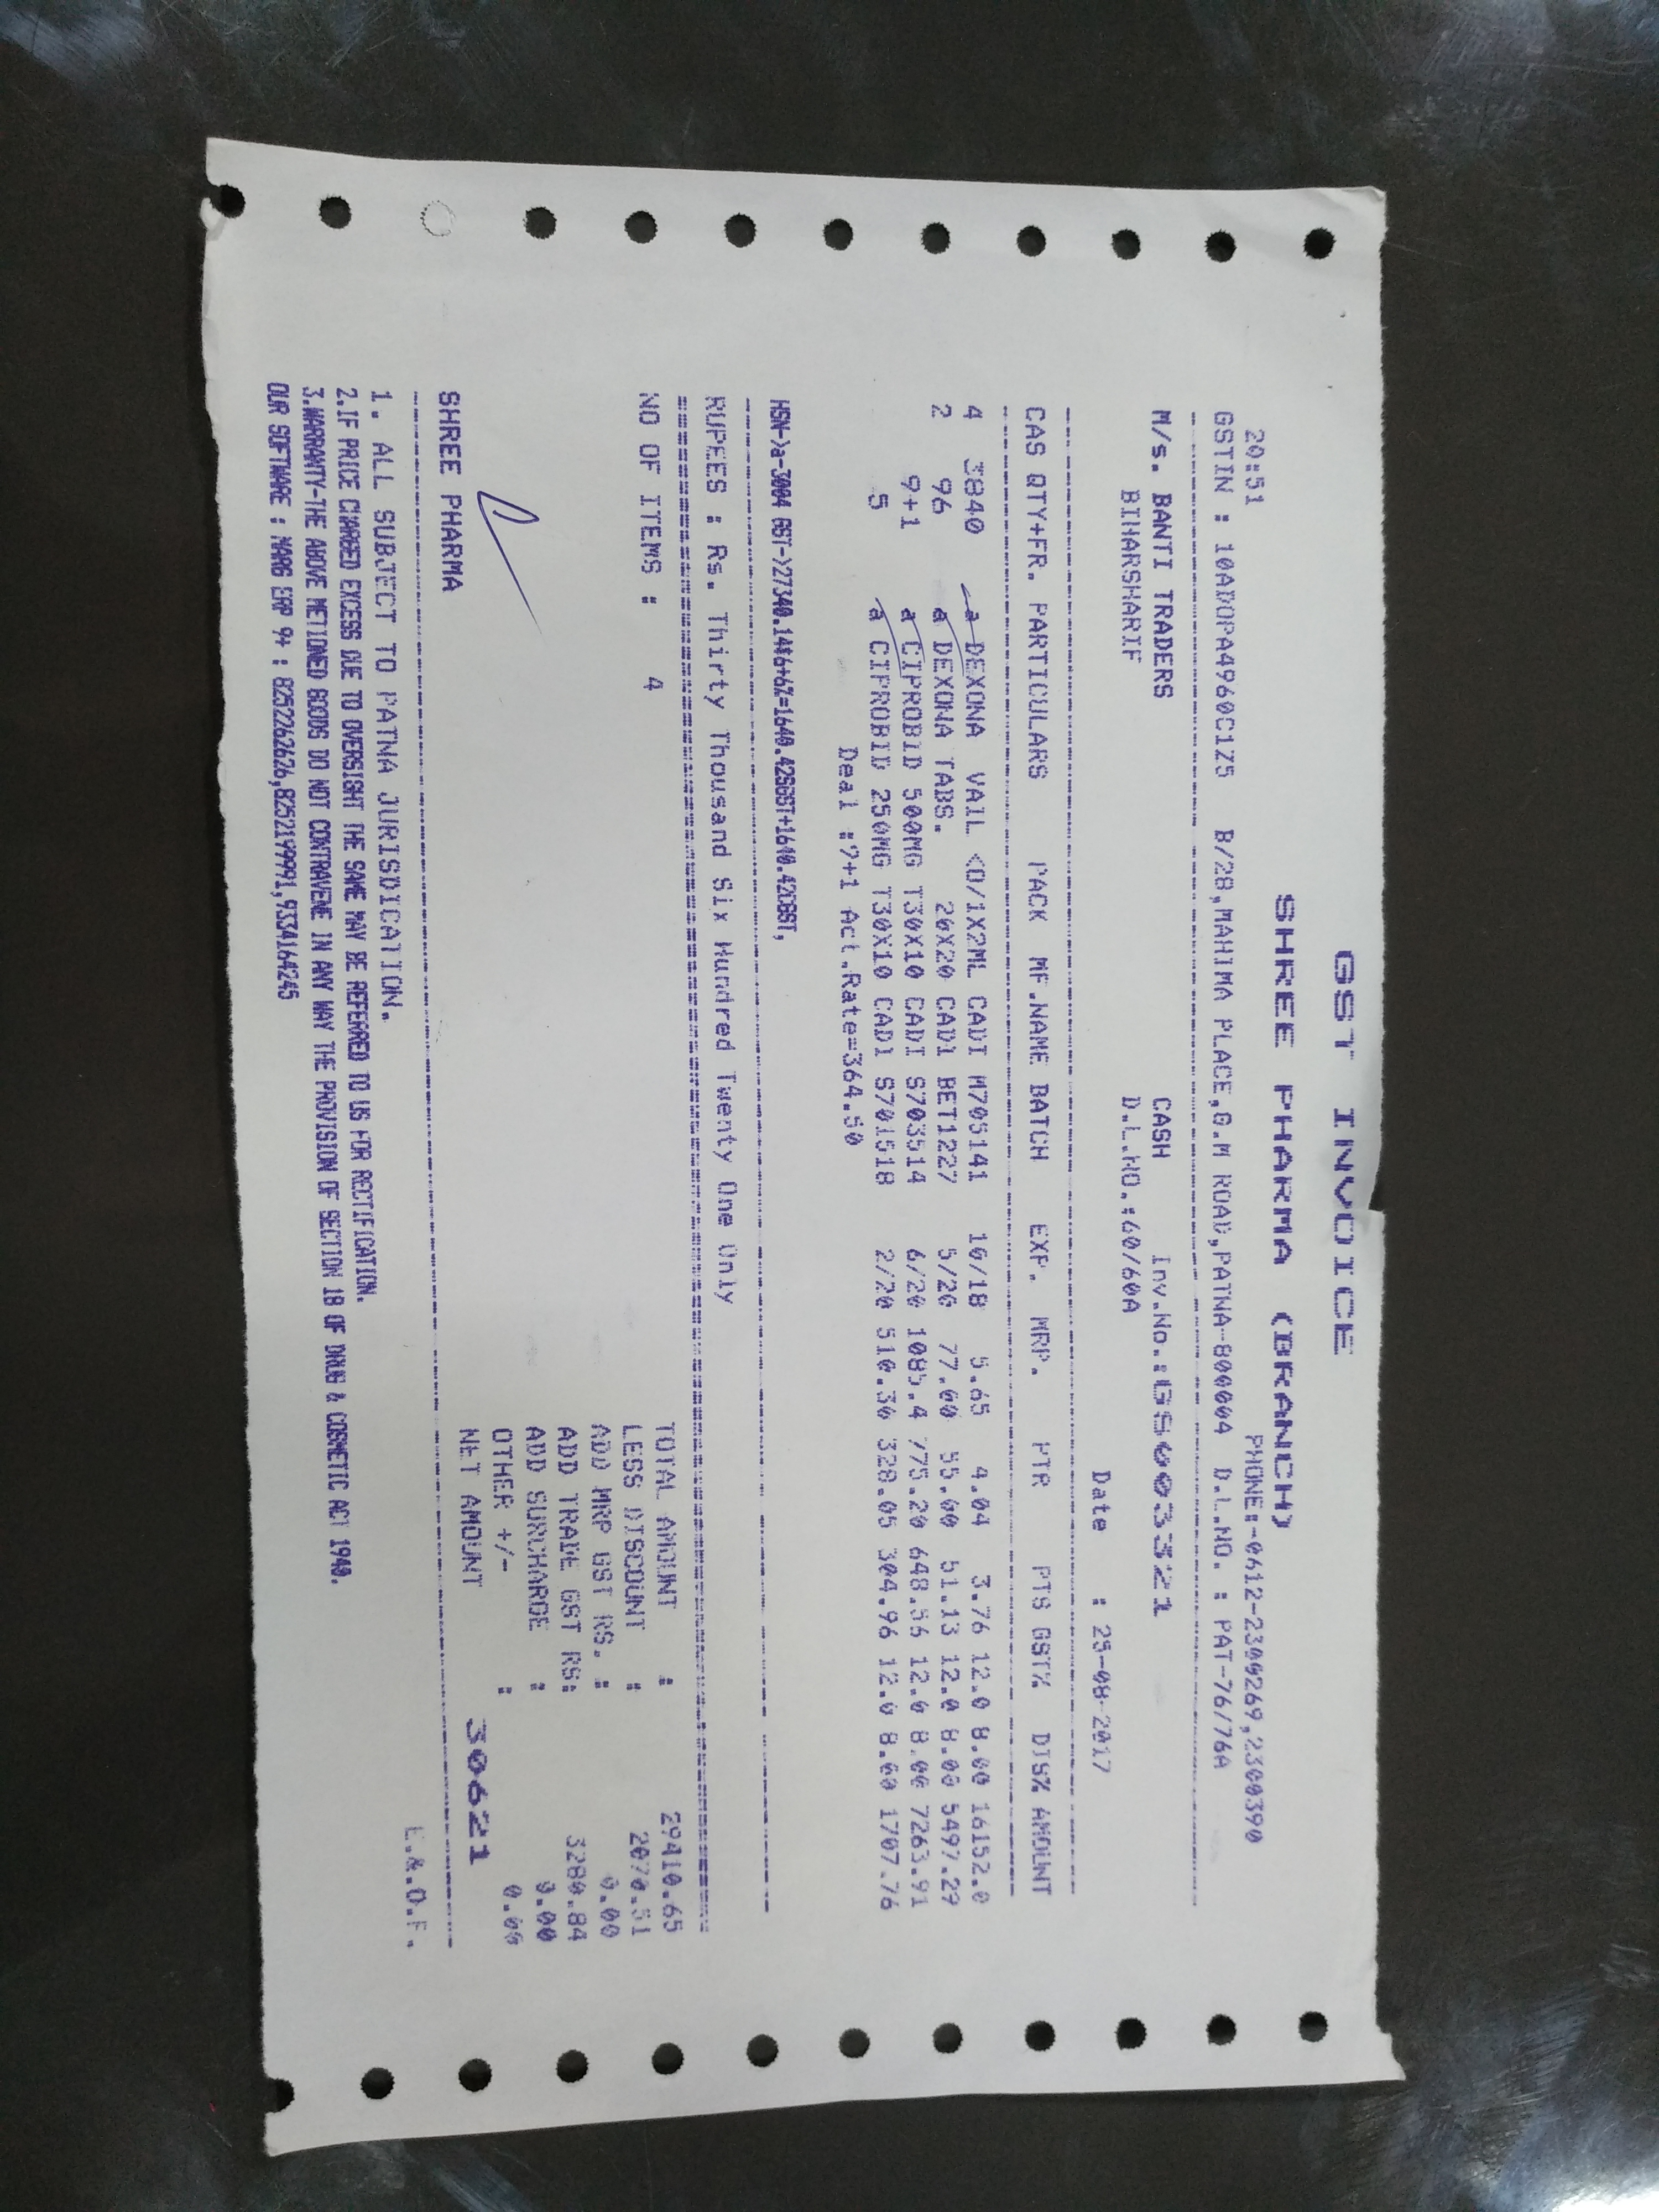 GST INVOICE
SHREE PHARMA (BRANCH)
20:51 PHONE:-0612-2300269,2300390
GSTIN : 10ADOPA4960C1Z5 B/28,MAHIMA PLACE,G.M ROAD,PATNA-800004 D.L.NO. : PAT-76/76A
M/s. BANTI TRADERS CASH Inv.No.:GS003321
BIHARSHARIF D.L.NO.:60/60A Date : 25-08-2017
CAS QTY+FR. PARTICULARS PACK MF.NAME BATCH EXP. MRP. PTR PTS GST% DIS% AMOUNT
4 3840 a DEXONA VAIL <D/1X2ML CADI M705141 10/18 5.65 4.04 3.76 12.0 8.00 16152.0
2 96 a DEXONA TABS. 20X20 CADI BET1227 5/20 77.00 55.00 51.13 12.0 8.00 5497.29
9+1 a CIPROBID 500MG T30X10 CADI S703514 6/20 1085.4 775.20 648.56 12.0 8.00 7263.91
5 a CIPROBID 250MG T30X10 CADI S701518 2/20 510.30 328.05 304.96 12.0 8.00 1707.76
Deal :9+1 Act.Rate=364.50
HSN->a-3004 GST->27340.14*6+6%=1640.42SGST+1640.42CGST,
RUPEES : Rs. Thirty Thousand Six Hundred Twenty One Only
NO OF ITEMS : 4
TOTAL AMOUNT : 29410.65
LESS DISCOUNT : 2070.51
ADD MRP GST RS. : 0.00
ADD TRADE GST RS: 3280.84
ADD SURCHARGE : 0.00
OTHER +/- : 0.00
SHREE PHARMA NET AMOUNT 30621
E.&.O.E.
1. ALL SUBJECT TO PATNA JURISDICATION.
2.IF PRICE CHARGED EXCESS DUE TO OVERSIGHT THE SAME MAY BE REFERRED TO US FOR RECTIFICATION.
3.WARRANTY-THE ABOVE METIONED GOODS DO NOT CONTRAVENE IN ANY WAY THE PROVISION OF SECTION 18 OF DRUG & COSMETIC ACT 1940.
OUR SOFTWARE : MARG ERP 9+ : 8252262626,8252199991,9334164245